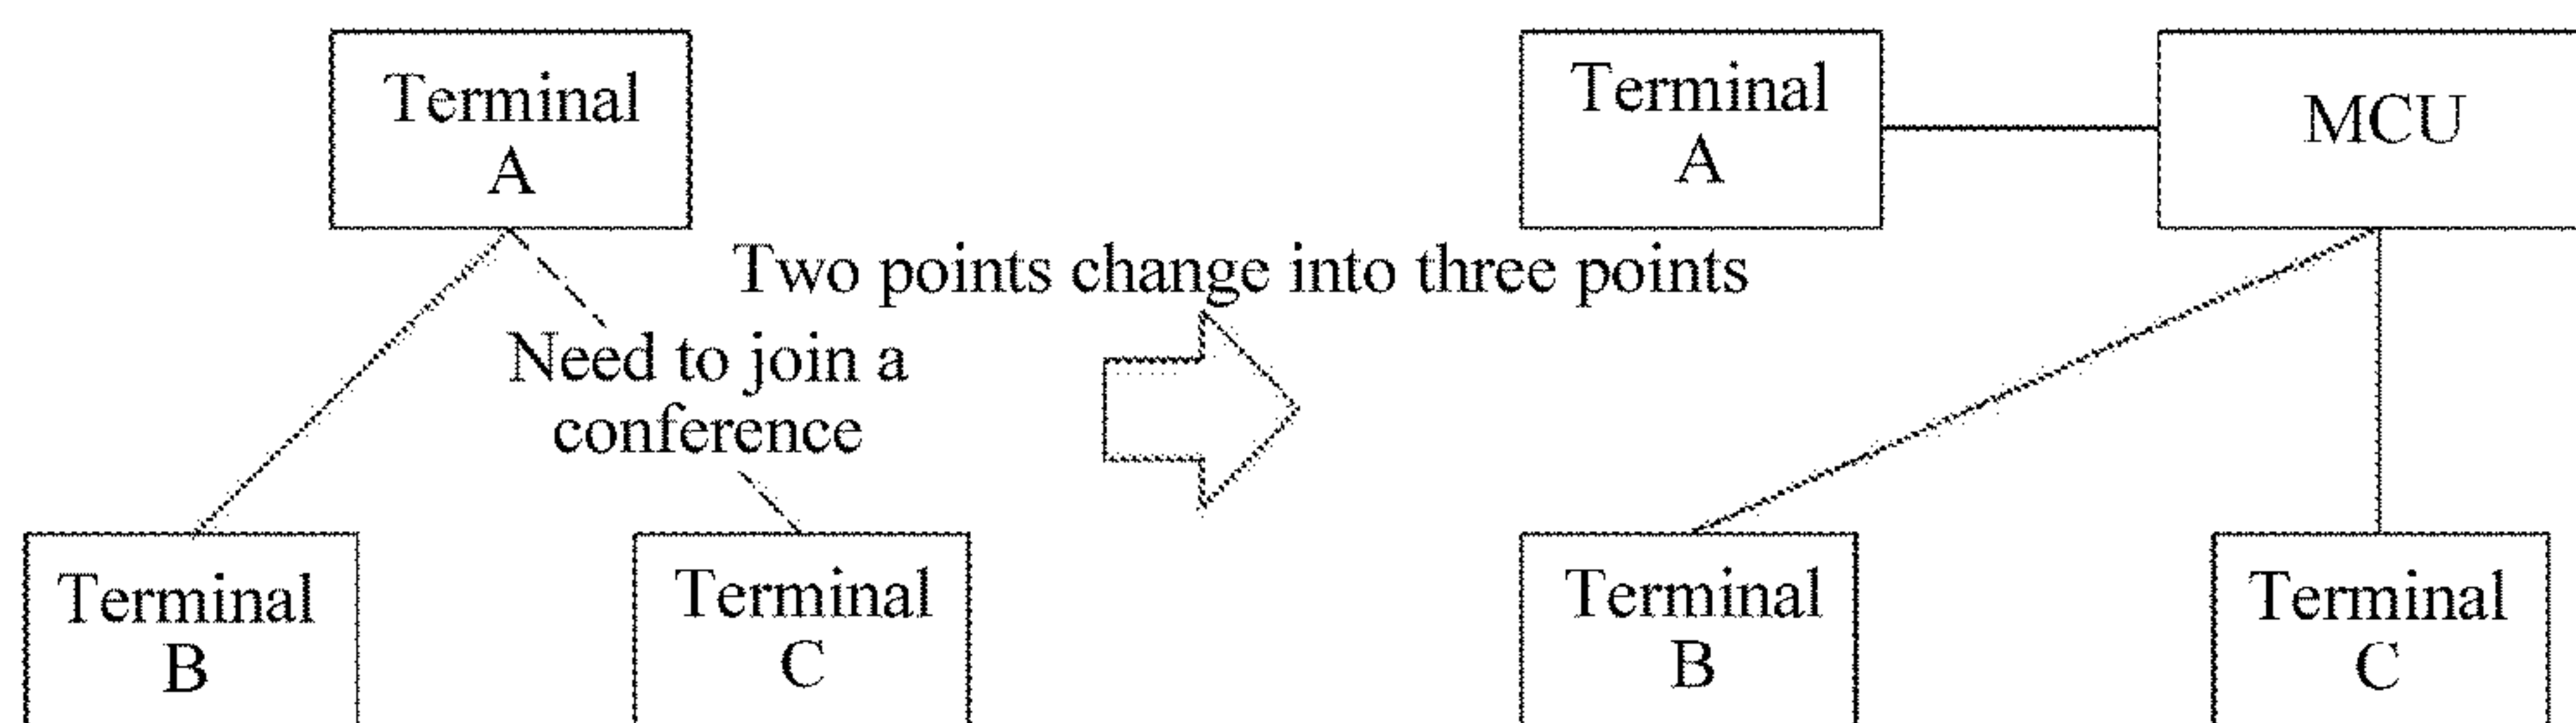 Terminal
A
Terminal
A
MCU
Two points change into three points
Need to join a
conference
Terminal
B
Terminal
C
Terminal
B
Terminal
C